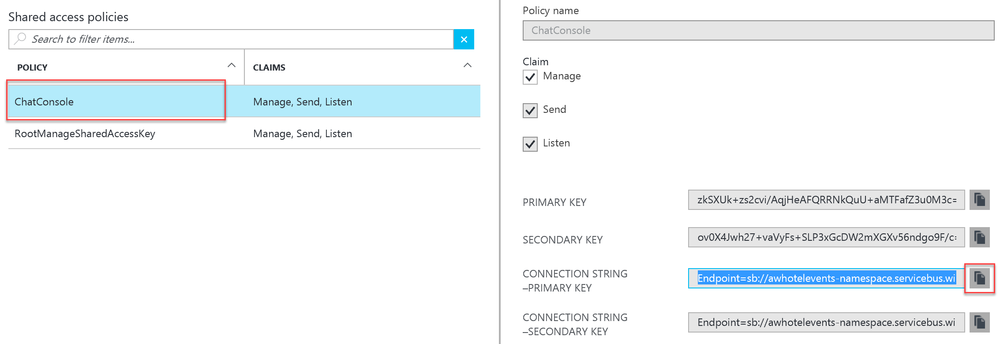 Shared access policies
Search to filter items...
POLICY
CLAIMS
ChatConsole
Manage, Send, Listen
RootManageSharedAccessKey
Manage, Send, Listen
Policy name
ChatConsole
Claim
Manage
Send
Listen
PRIMARY KEY
zkSXUk+zs2cvi/AqjHeAFQRRNkQuU+aMTFafZ3u0M3c=
SECONDARY KEY
ov0X4Jwh27+vaVyFs+SLP3xGcDW2mXGXv56ndgo9F/c=
CONNECTION STRING
–PRIMARY KEY
Endpoint=sb://awhotelevents-namespace.servicebus.wi
CONNECTION STRING
–SECONDARY KEY
Endpoint=sb://awhotelevents-namespace.servicebus.wi